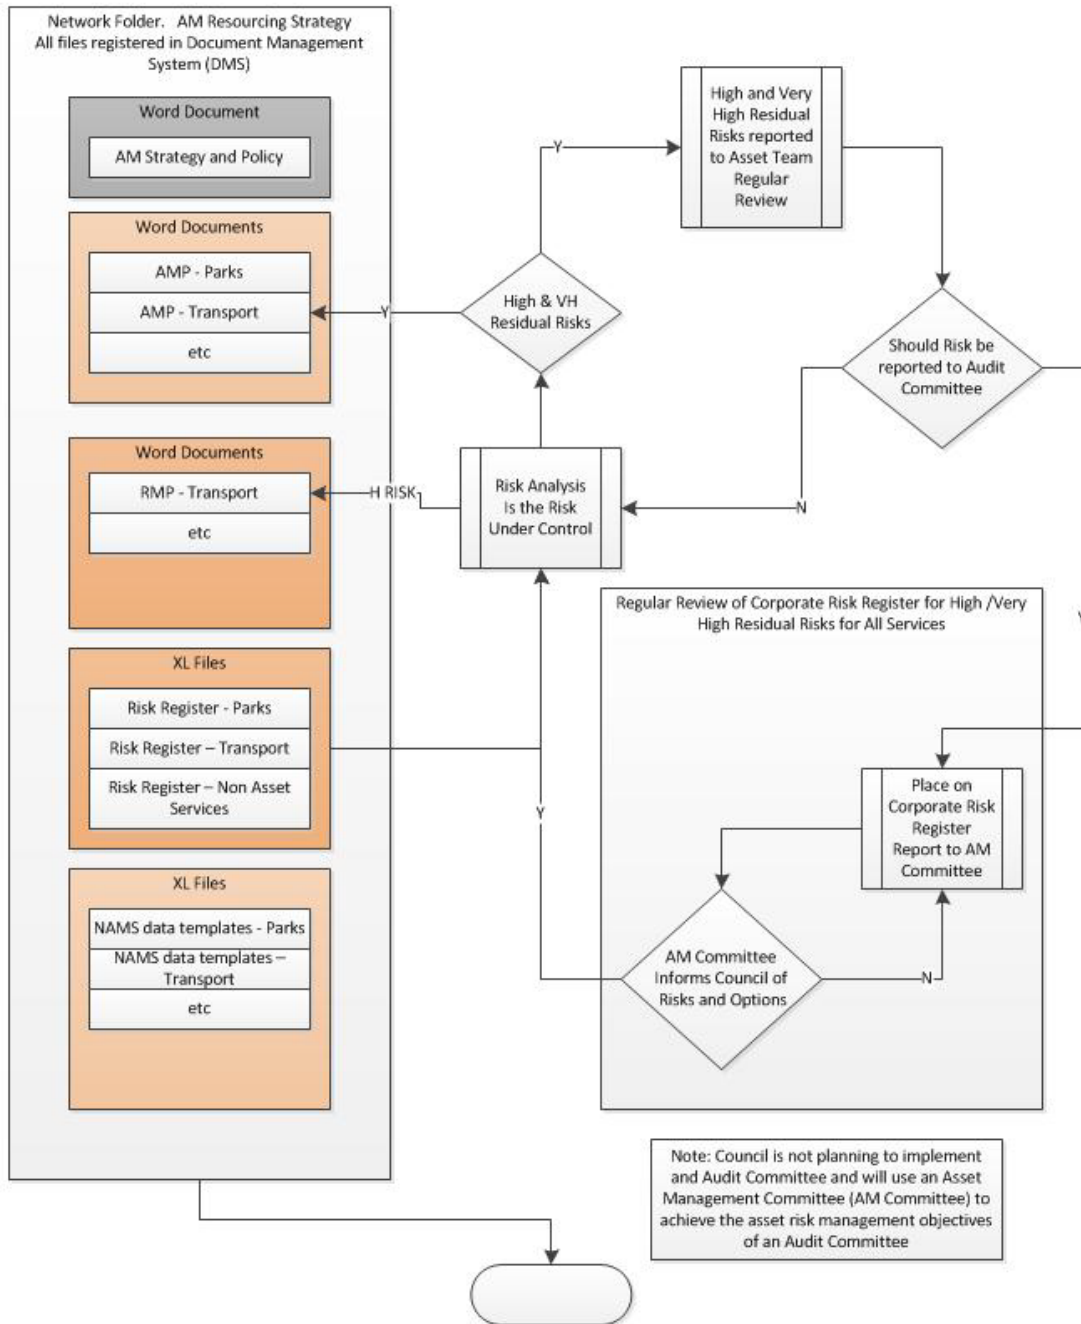 Network Folder.   AM Resourcing Strategy
All files registered in Document Management
System (DMS)
Word Document
AM Strategy and Policy
Word Documents
AMP - Parks
AMP - Transport
etc
Word Documents
RMP - Transport
etc
XL Files
Risk Register - Parks
Risk Register – Transport
Risk Register – Non Asset
Services
XL Files
NAMS data templates - Parks
NAMS data templates –
Transport
etc
High and Very
High Residual
Risks reported
to Asset Team
Regular
Review
Y
High & VH
Residual Risks
Y
Should Risk be
reported to Audit
Committee
Risk Analysis
Is the Risk
Under Control
H RISK
N
Y
Regular Review of Corporate Risk Register for High /Very
High Residual Risks for All Services
Place on
Corporate Risk
Register
Report to AM
Committee
Y
AM Committee
Informs Council of
Risks and Options
N
Note: Council is not planning to implement
and Audit Committee and will use an Asset
Management Committee (AM Committee) to
achieve the asset risk management objectives
of an Audit Committee